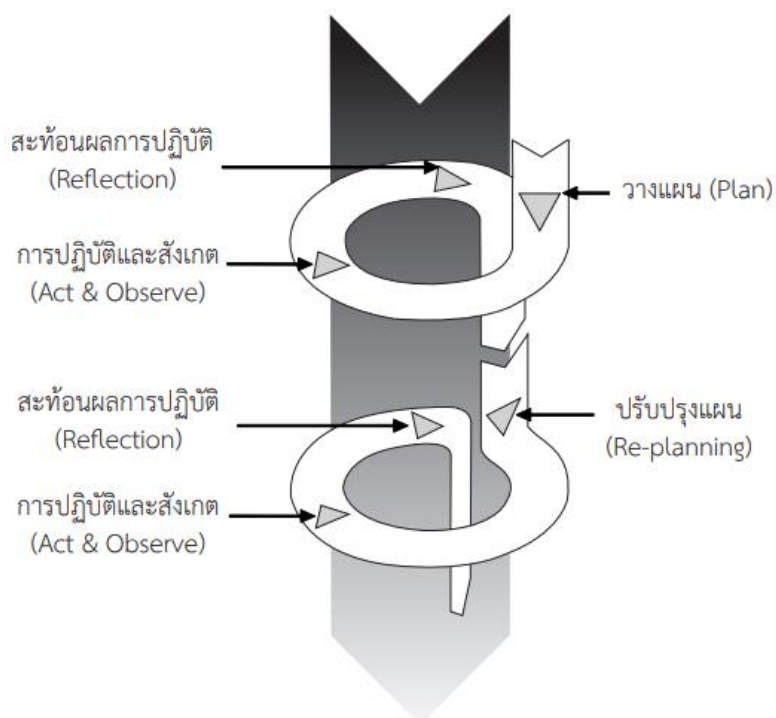 สะท้อนผลการปฏิบัติ
(Reflection)
วางแผน (Plan)
การปฏิบัติและสังเกต
(Act & Observe)
สะท้อนผลการปฏิบัติ
(Reflection)
ปรับปรุงแผน
(Re-planning)
การปฏิบัติและสังเกต
(Act & Observe)